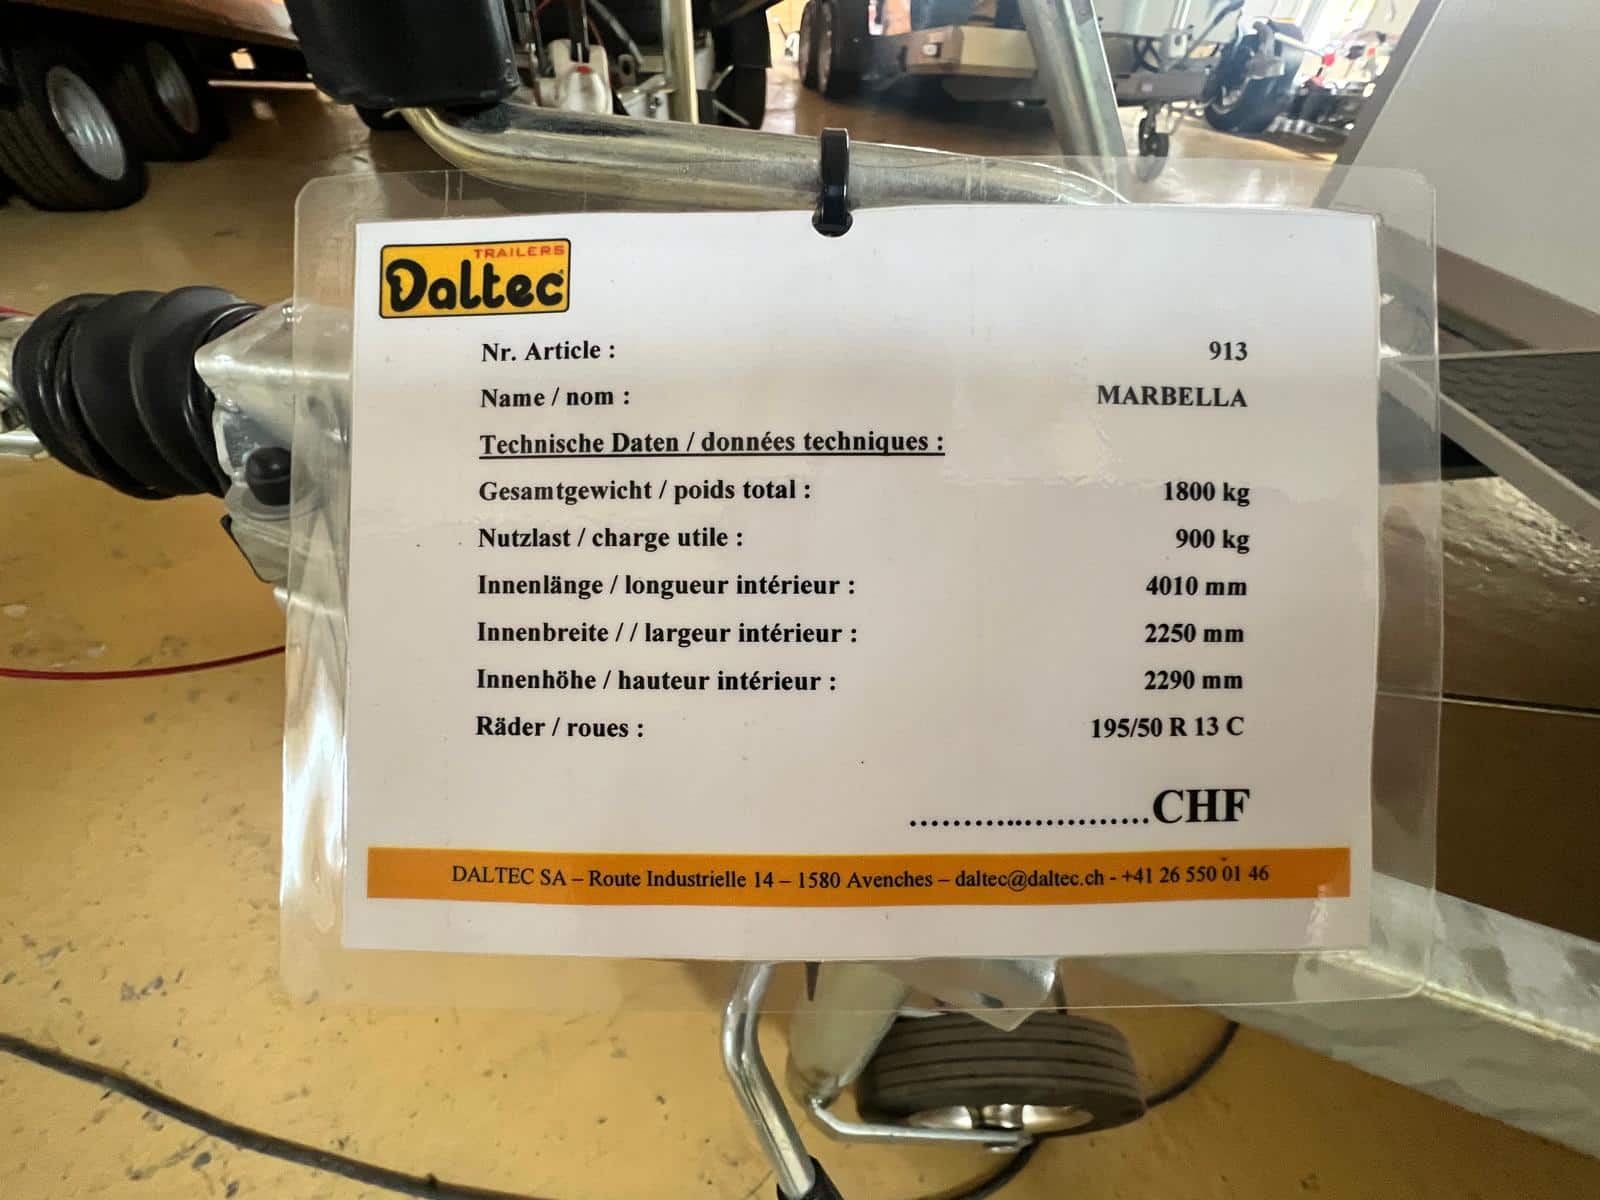 TRAILERS
Daltec
Nr. Article : 913
Name / nom : MARBELLA
Technische Daten / données techniques :
Gesamtgewicht / poids total : 1800 kg
Nutzlast / charge utile : 900 kg
Innenlänge / longueur intérieur : 4010 mm
Innenbreite / / largeur intérieur : 2250 mm
Innenhöhe / hauteur intérieur : 2290 mm
Räder / roues : 195/50 R 13 C
........................CHF
DALTEC SA – Route Industrielle 14 – 1580 Avenches – daltec@daltec.ch - +41 26 550 01 46